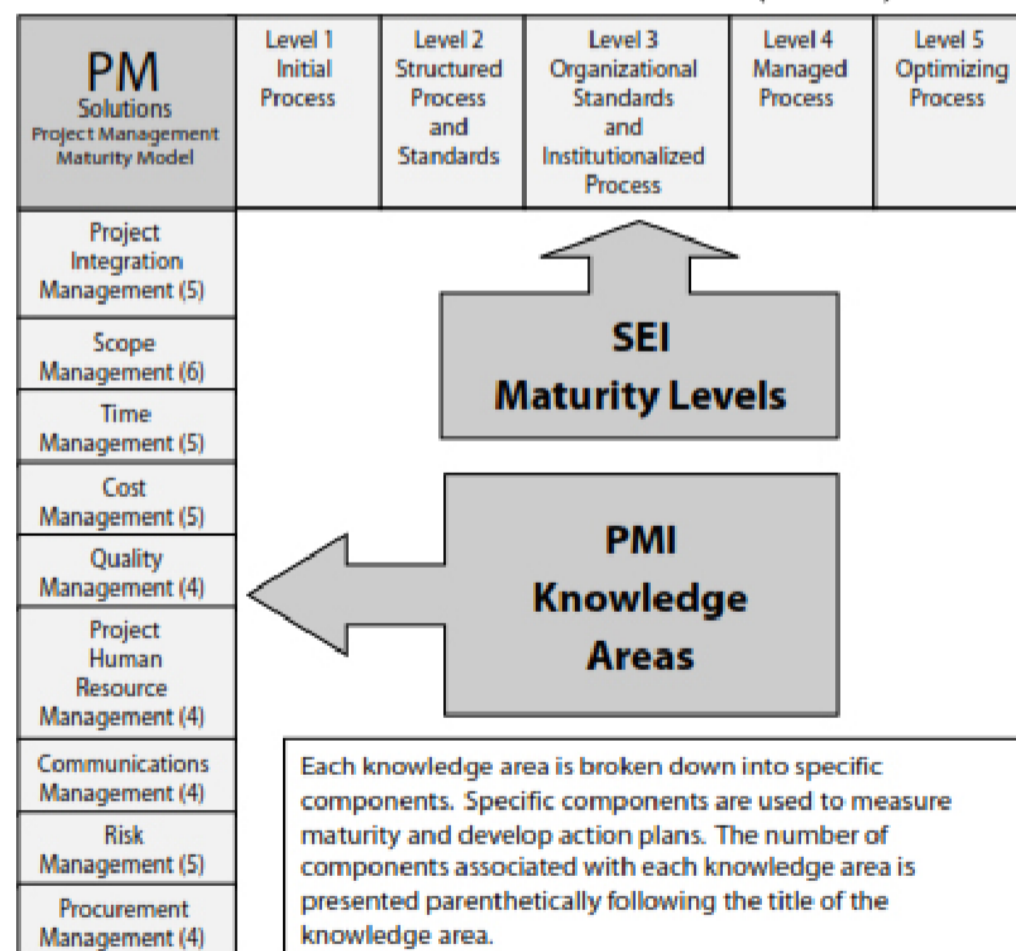 PM
Solutions
Project Management
Maturity Model
Level 1
Initial
Process
Level 2
Structured
Process
and
Standards
Level 3
Organizational
Standards
and
Institutionalized
Process
Level 4
Managed
Process
Level 5
Optimizing
Process
Project
Integration
Management (5)
Scope
Management (6)
Time
Management (5)
Cost
Management (5)
Quality
Management (4)
Project
Human
Resource
Management (4)
Communications
Management (4)
Risk
Management (5)
Procurement
Management (4)
SEI
Maturity Levels
PMI
Knowledge
Areas
Each knowledge area is broken down into specific
components. Specific components are used to measure
maturity and develop action plans. The number of
components associated with each knowledge area is
presented parenthetically following the title of the
knowledge area.